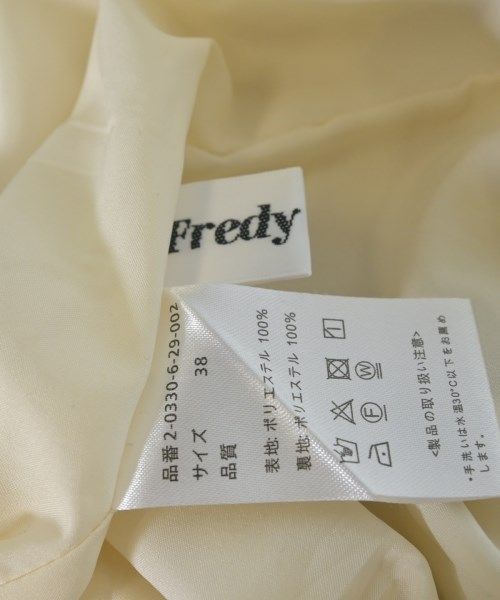 Fredy
品番 2-0330-6-29-002
サイズ 38
品質
表地: ポリエステル 100%
裏地: ポリエステル 100%
F W
<製品の取り扱い注意>
*手洗いは水温30°C以下をお薦め
します。